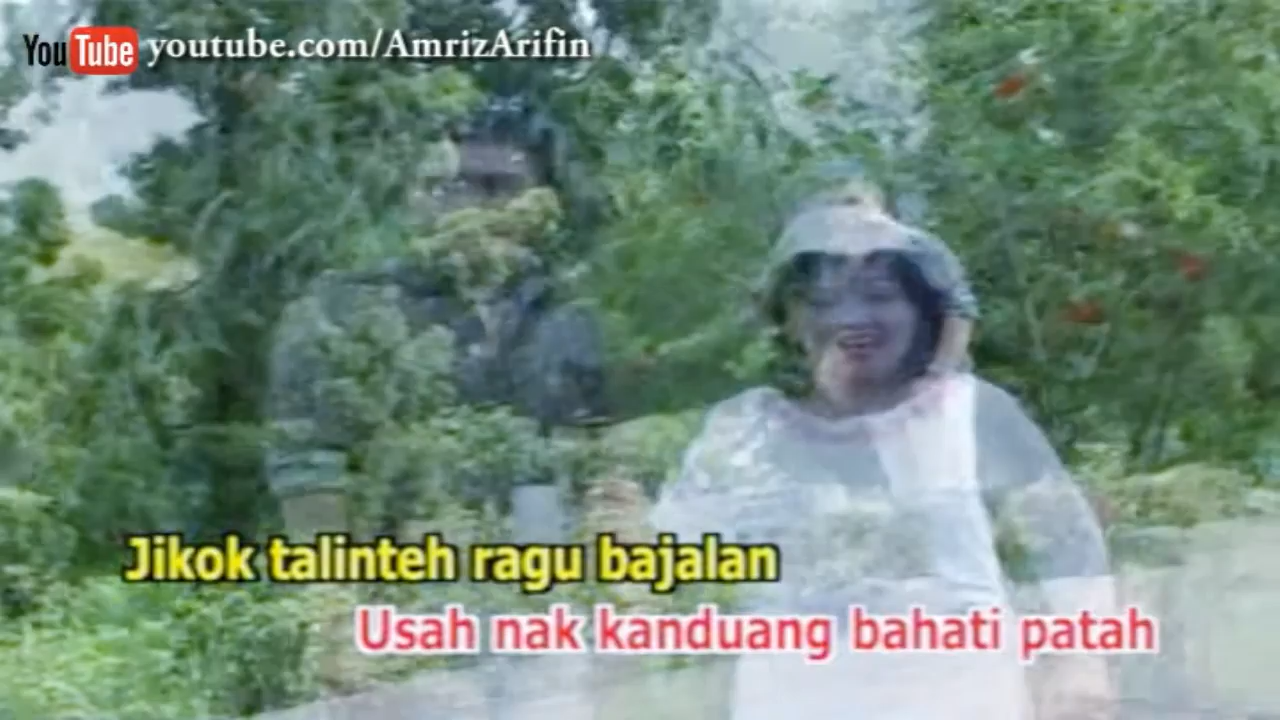 YouTube youtube.com/AmrizArifin
Jikok talinteh ragu bajalan
Usah nak kanduang bahati patah